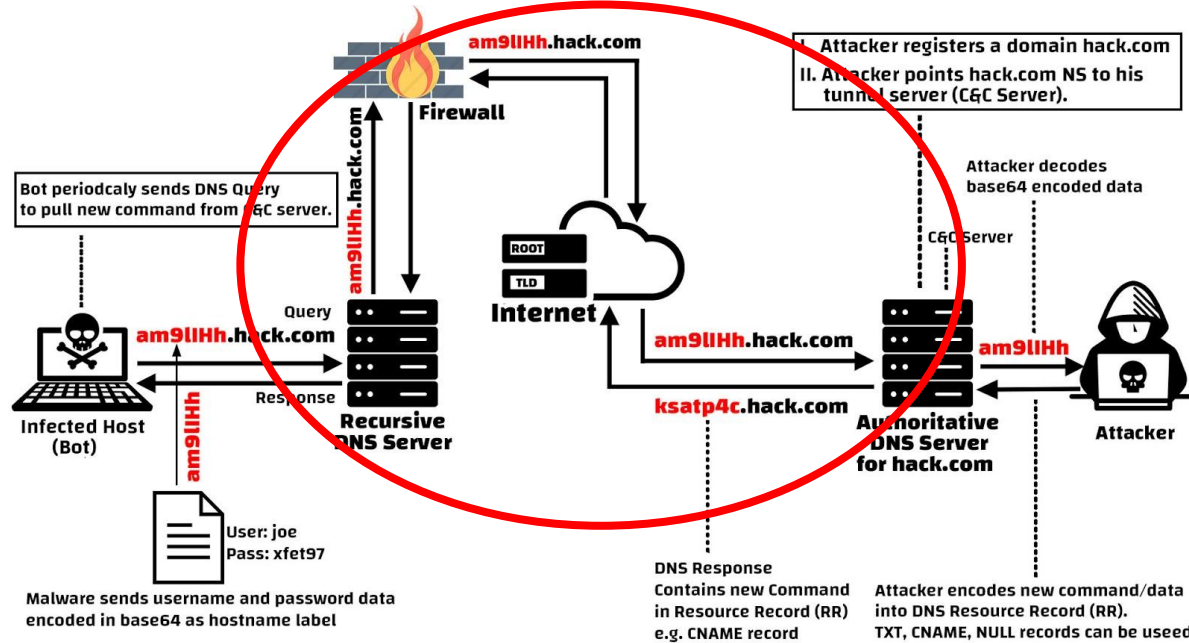 am9lIHh.hack.com
Firewall
am9lIHh.hack.com
I. Attacker registers a domain hack.com
II. Attacker points hack.com NS to his
tunnel server (C&C Server).
Bot periodcaly sends DNS Query
to pull new command from C&C server.
Attacker decodes
base64 encoded data
C&C Server
ROOT
TLD
Internet
Query
am9lIHh.hack.com
Response
Infected Host
(Bot)
am9lIHh
Recursive
DNS Server
am9lIHh.hack.com
ksatp4c.hack.com
am9lIHh
Authoritative
DNS Server
for hack.com
Attacker
User: joe
Pass: xfet97
Malware sends username and password data
encoded in base64 as hostname label
DNS Response
Contains new Command
in Resource Record (RR)
e.g. CNAME record
Attacker encodes new command/data
into DNS Resource Record (RR).
TXT, CNAME, NULL records can be useed